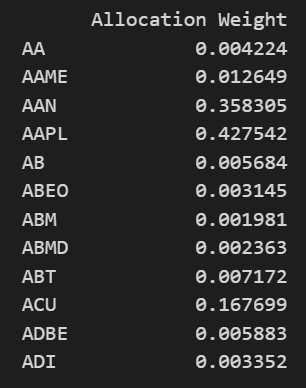 Allocation Weight
AA 0.004224
AAME 0.012649
AAN 0.358305
AAPL 0.427542
AB 0.005684
ABEO 0.003145
ABM 0.001981
ABMD 0.002363
ABT 0.007172
ACU 0.167699
ADBE 0.005883
ADI 0.003352